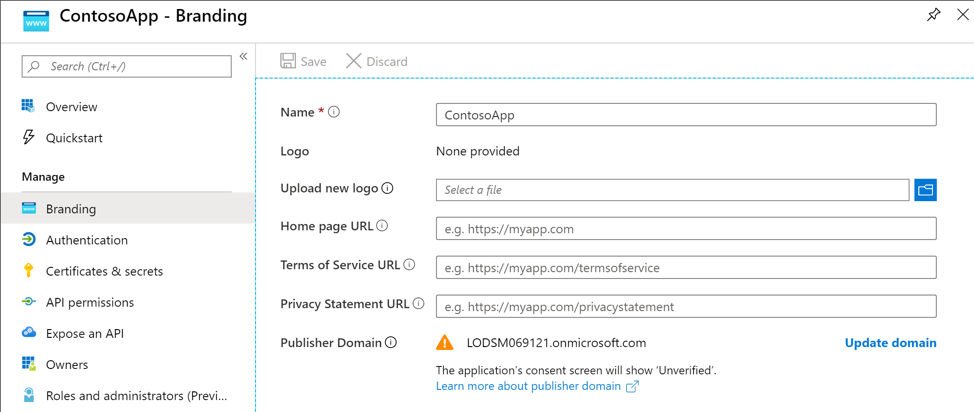 ContosoApp - Branding
WWW
Search (Ctrl+/)
Overview
Quickstart
Manage
Branding
Authentication
Certificates & secrets
API permissions
Expose an API
Owners
Roles and administrators (Previ...
Save Discard
Name *
ContosoApp
Logo
None provided
Upload new logo
Select a file
Home page URL
e.g. https://myapp.com
Terms of Service URL
e.g. https://myapp.com/termsofservice
Privacy Statement URL
e.g. https://myapp.com/privacystatement
Publisher Domain
LODSM069121.onmicrosoft.com
Update domain
The application's consent screen will show 'Unverified'.
Learn more about publisher domain